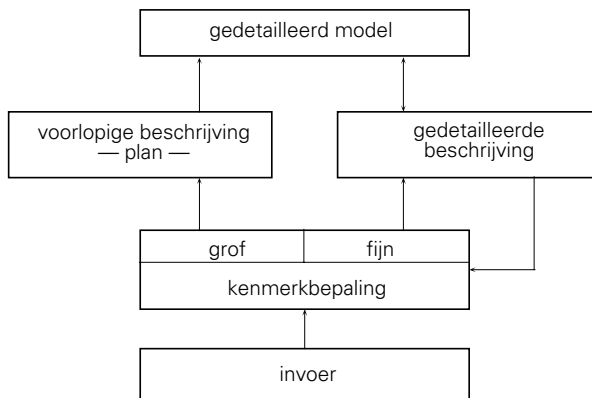 gedetailleerd model
voorlopige beschrijving
— plan —
gedetailleerde
beschrijving
grof
fijn
kenmerkbepaling
invoer